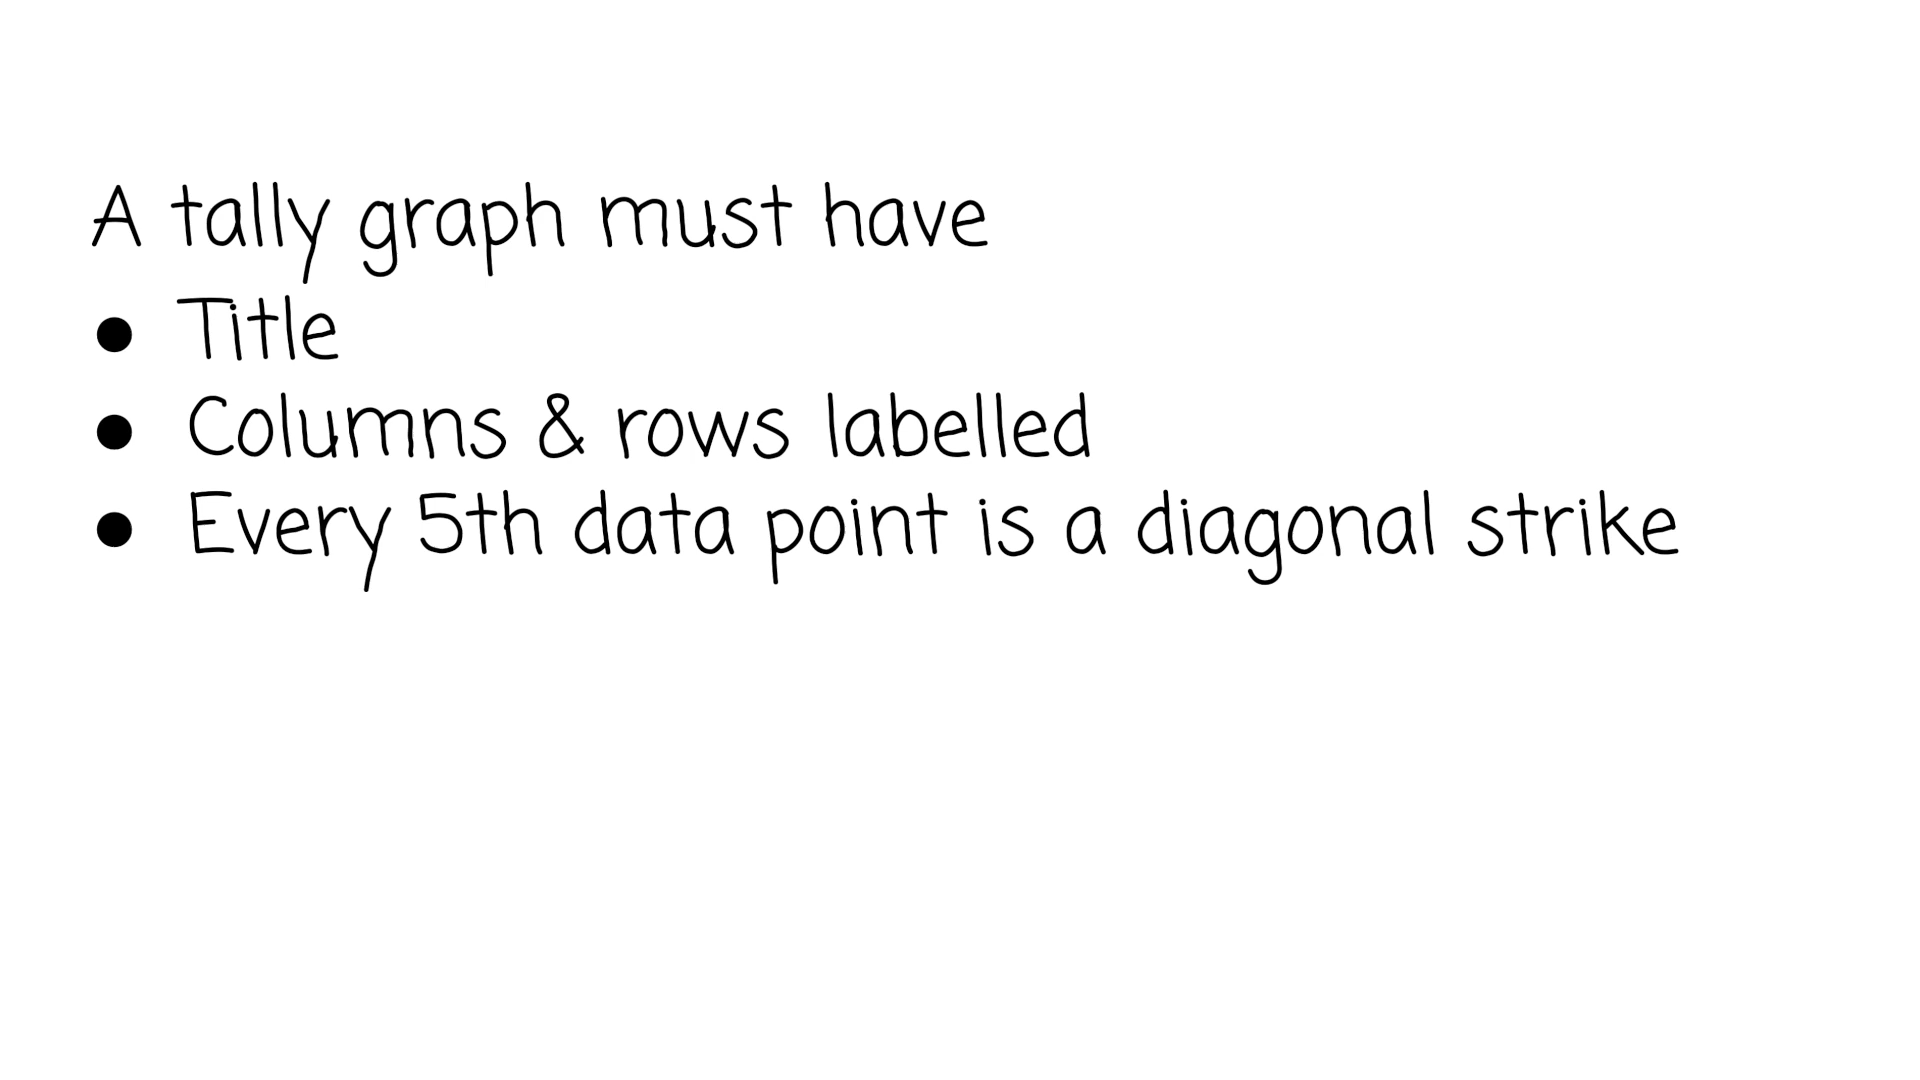 A tally graph must have
● Title
● Columns & rows labelled
● Every 5th data point is a diagonal strike